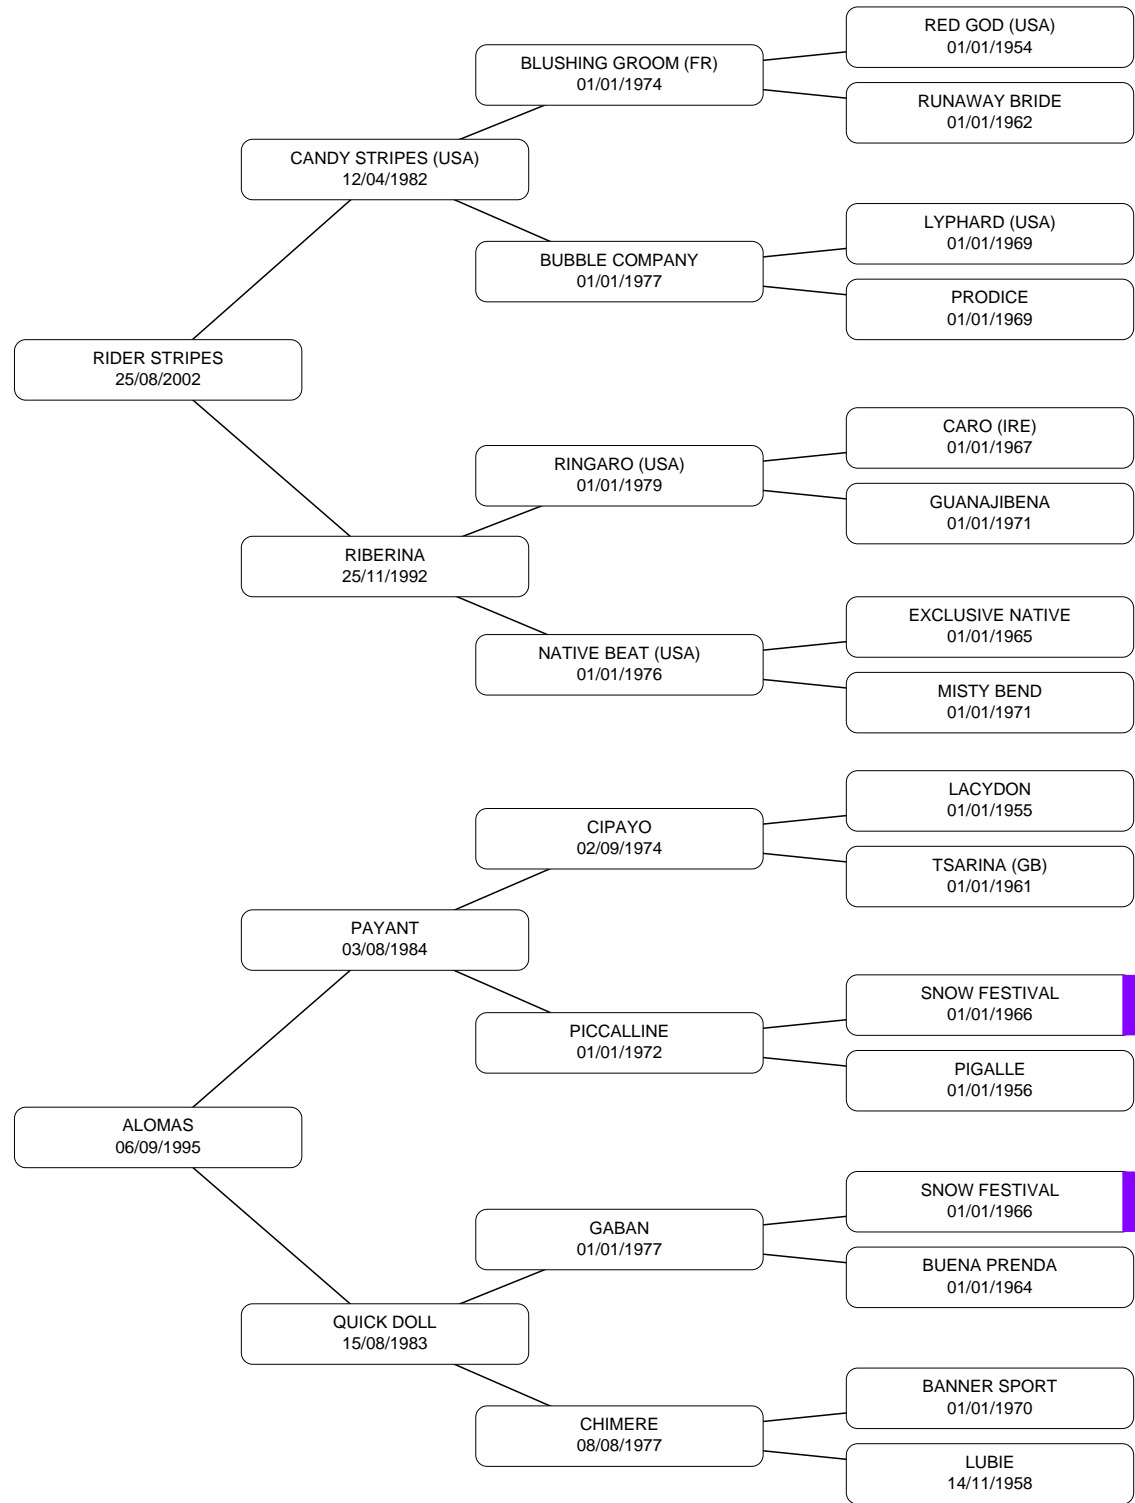 RED GOD (USA)
01/01/1954
BLUSHING GROOM (FR)
01/01/1974
RUNAWAY BRIDE
01/01/1962
CANDY STRIPES (USA)
12/04/1982
LYPHARD (USA)
01/01/1969
BUBBLE COMPANY
01/01/1977
PRODICE
01/01/1969
RIDER STRIPES
25/08/2002
CARO (IRE)
01/01/1967
RINGARO (USA)
01/01/1979
GUANAJIBENA
01/01/1971
RIBERINA
25/11/1992
EXCLUSIVE NATIVE
01/01/1965
NATIVE BEAT (USA)
01/01/1976
MISTY BEND
01/01/1971
LACYDON
01/01/1955
CIPAYO
02/09/1974
TSARINA (GB)
01/01/1961
PAYANT
03/08/1984
SNOW FESTIVAL
01/01/1966
PICCALLINE
01/01/1972
PIGALLE
01/01/1956
ALOMAS
06/09/1995
SNOW FESTIVAL
01/01/1966
GABAN
01/01/1977
BUENA PRENDA
01/01/1964
QUICK DOLL
15/08/1983
BANNER SPORT
01/01/1970
CHIMERE
08/08/1977
LUBIE
14/11/1958